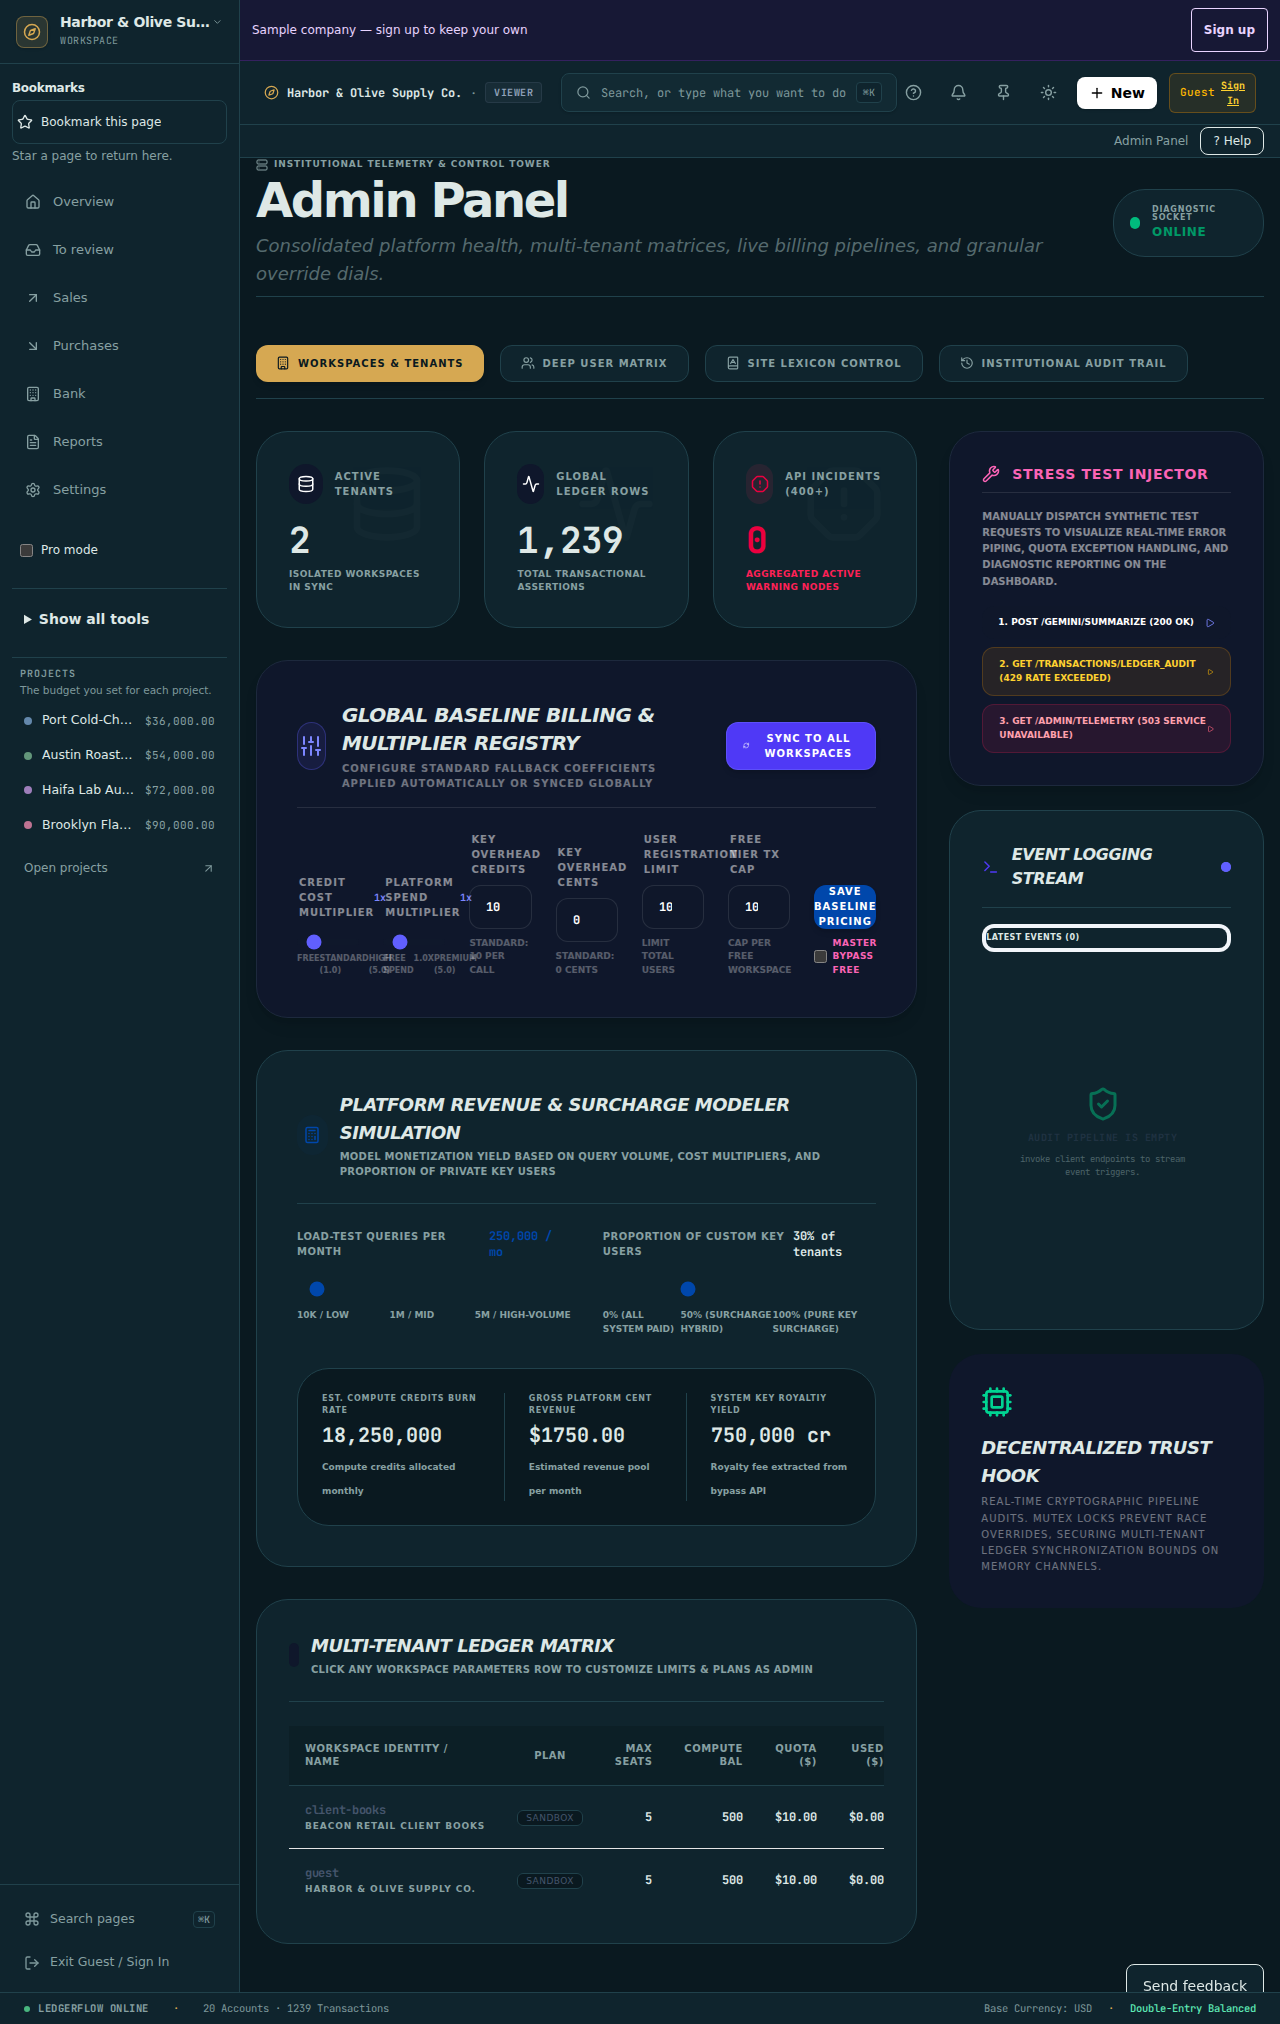 Harbor & Olive Su...
WORKSPACE
Bookmarks
Bookmark this page
Star a page to return here.
Overview
To review
Sales
Purchases
Bank
Reports
Settings
Pro mode
Show all tools
PROJECTS
The budget you set for each project.
Port Cold-Ch... $36,000.00
Austin Roast... $54,000.00
Haifa Lab Au... $72,000.00
Brooklyn Fla... $90,000.00
Open projects
Search pages ⌘K
Exit Guest / Sign In
Sample company — sign up to keep your own
Sign up
Harbor & Olive Supply Co. · VIEWER
Search, or type what you want to do ⌘K
+ New
Guest Sign In
Admin Panel
? Help
INSTITUTIONAL TELEMETRY & CONTROL TOWER
Admin Panel
Consolidated platform health, multi-tenant matrices, live billing pipelines, and granular
override dials.
DIAGNOSTIC
SOCKET
ONLINE
WORKSPACES & TENANTS
DEEP USER MATRIX
SITE LEXICON CONTROL
INSTITUTIONAL AUDIT TRAIL
ACTIVE
TENANTS
2
ISOLATED WORKSPACES
IN SYNC
GLOBAL
LEDGER ROWS
1,239
TOTAL TRANSACTIONAL
ASSERTIONS
API INCIDENTS
(400+)
0
AGGREGATED ACTIVE
WARNING NODES
GLOBAL BASELINE BILLING &
MULTIPLIER REGISTRY
CONFIGURE STANDARD FALLBACK COEFFICIENTS
APPLIED AUTOMATICALLY OR SYNCED GLOBALLY
SYNC TO ALL
WORKSPACES
CREDIT
COST
MULTIPLIER
1x
FREE STANDARD (1.0) HIGH (5.0)
PLATFORM
SPEND
MULTIPLIER
1x
FREE SPEND 1.0X PREMIUM (5.0)
KEY
OVERHEAD
CREDITS
10
STANDARD:
10 PER
CALL
KEY
OVERHEAD
CENTS
0
STANDARD:
0 CENTS
USER
REGISTRATION
LIMIT
10
LIMIT
TOTAL
USERS
FREE
TIER TX
CAP
10
CAP PER
FREE
WORKSPACE
SAVE
BASELINE
PRICING
MASTER
BYPASS
FREE
PLATFORM REVENUE & SURCHARGE MODELER
SIMULATION
MODEL MONETIZATION YIELD BASED ON QUERY VOLUME, COST MULTIPLIERS, AND
PROPORTION OF PRIVATE KEY USERS
LOAD-TEST QUERIES PER
MONTH
250,000 /
mo
10K / LOW 1M / MID 5M / HIGH-VOLUME
PROPORTION OF CUSTOM KEY
USERS
30% of
tenants
0% (ALL
SYSTEM PAID)
50% (SURCHARGE
HYBRID)
100% (PURE KEY
SURCHARGE)
EST. COMPUTE CREDITS BURN
RATE
18,250,000
Compute credits allocated
monthly
GROSS PLATFORM CENT
REVENUE
$1750.00
Estimated revenue pool
per month
SYSTEM KEY ROYALTIY
YIELD
750,000 cr
Royalty fee extracted from
bypass API
MULTI-TENANT LEDGER MATRIX
CLICK ANY WORKSPACE PARAMETERS ROW TO CUSTOMIZE LIMITS & PLANS AS ADMIN
WORKSPACE IDENTITY /
NAME
PLAN
MAX
SEATS
COMPUTE
BAL
QUOTA
($)
USED
($)
client-books
BEACON RETAIL CLIENT BOOKS
SANDBOX 5 500 $10.00 $0.00
guest
HARBOR & OLIVE SUPPLY CO.
SANDBOX 5 500 $10.00 $0.00
STRESS TEST INJECTOR
MANUALLY DISPATCH SYNTHETIC TEST
REQUESTS TO VISUALIZE REAL-TIME ERROR
PIPING, QUOTA EXCEPTION HANDLING, AND
DIAGNOSTIC REPORTING ON THE
DASHBOARD.
1. POST /GEMINI/SUMMARIZE (200 OK)
2. GET /TRANSACTIONS/LEDGER_AUDIT
(429 RATE EXCEEDED)
3. GET /ADMIN/TELEMETRY (503 SERVICE
UNAVAILABLE)
EVENT LOGGING
STREAM
LATEST EVENTS (0)
AUDIT PIPELINE IS EMPTY
invoke client endpoints to stream
event triggers.
DECENTRALIZED TRUST
HOOK
REAL-TIME CRYPTOGRAPHIC PIPELINE
AUDITS. MUTEX LOCKS PREVENT RACE
OVERRIDES, SECURING MULTI-TENANT
LEDGER SYNCHRONIZATION BOUNDS ON
MEMORY CHANNELS.
Send feedback
LEDGERFLOW ONLINE · 20 Accounts · 1239 Transactions
Base Currency: USD · Double-Entry Balanced